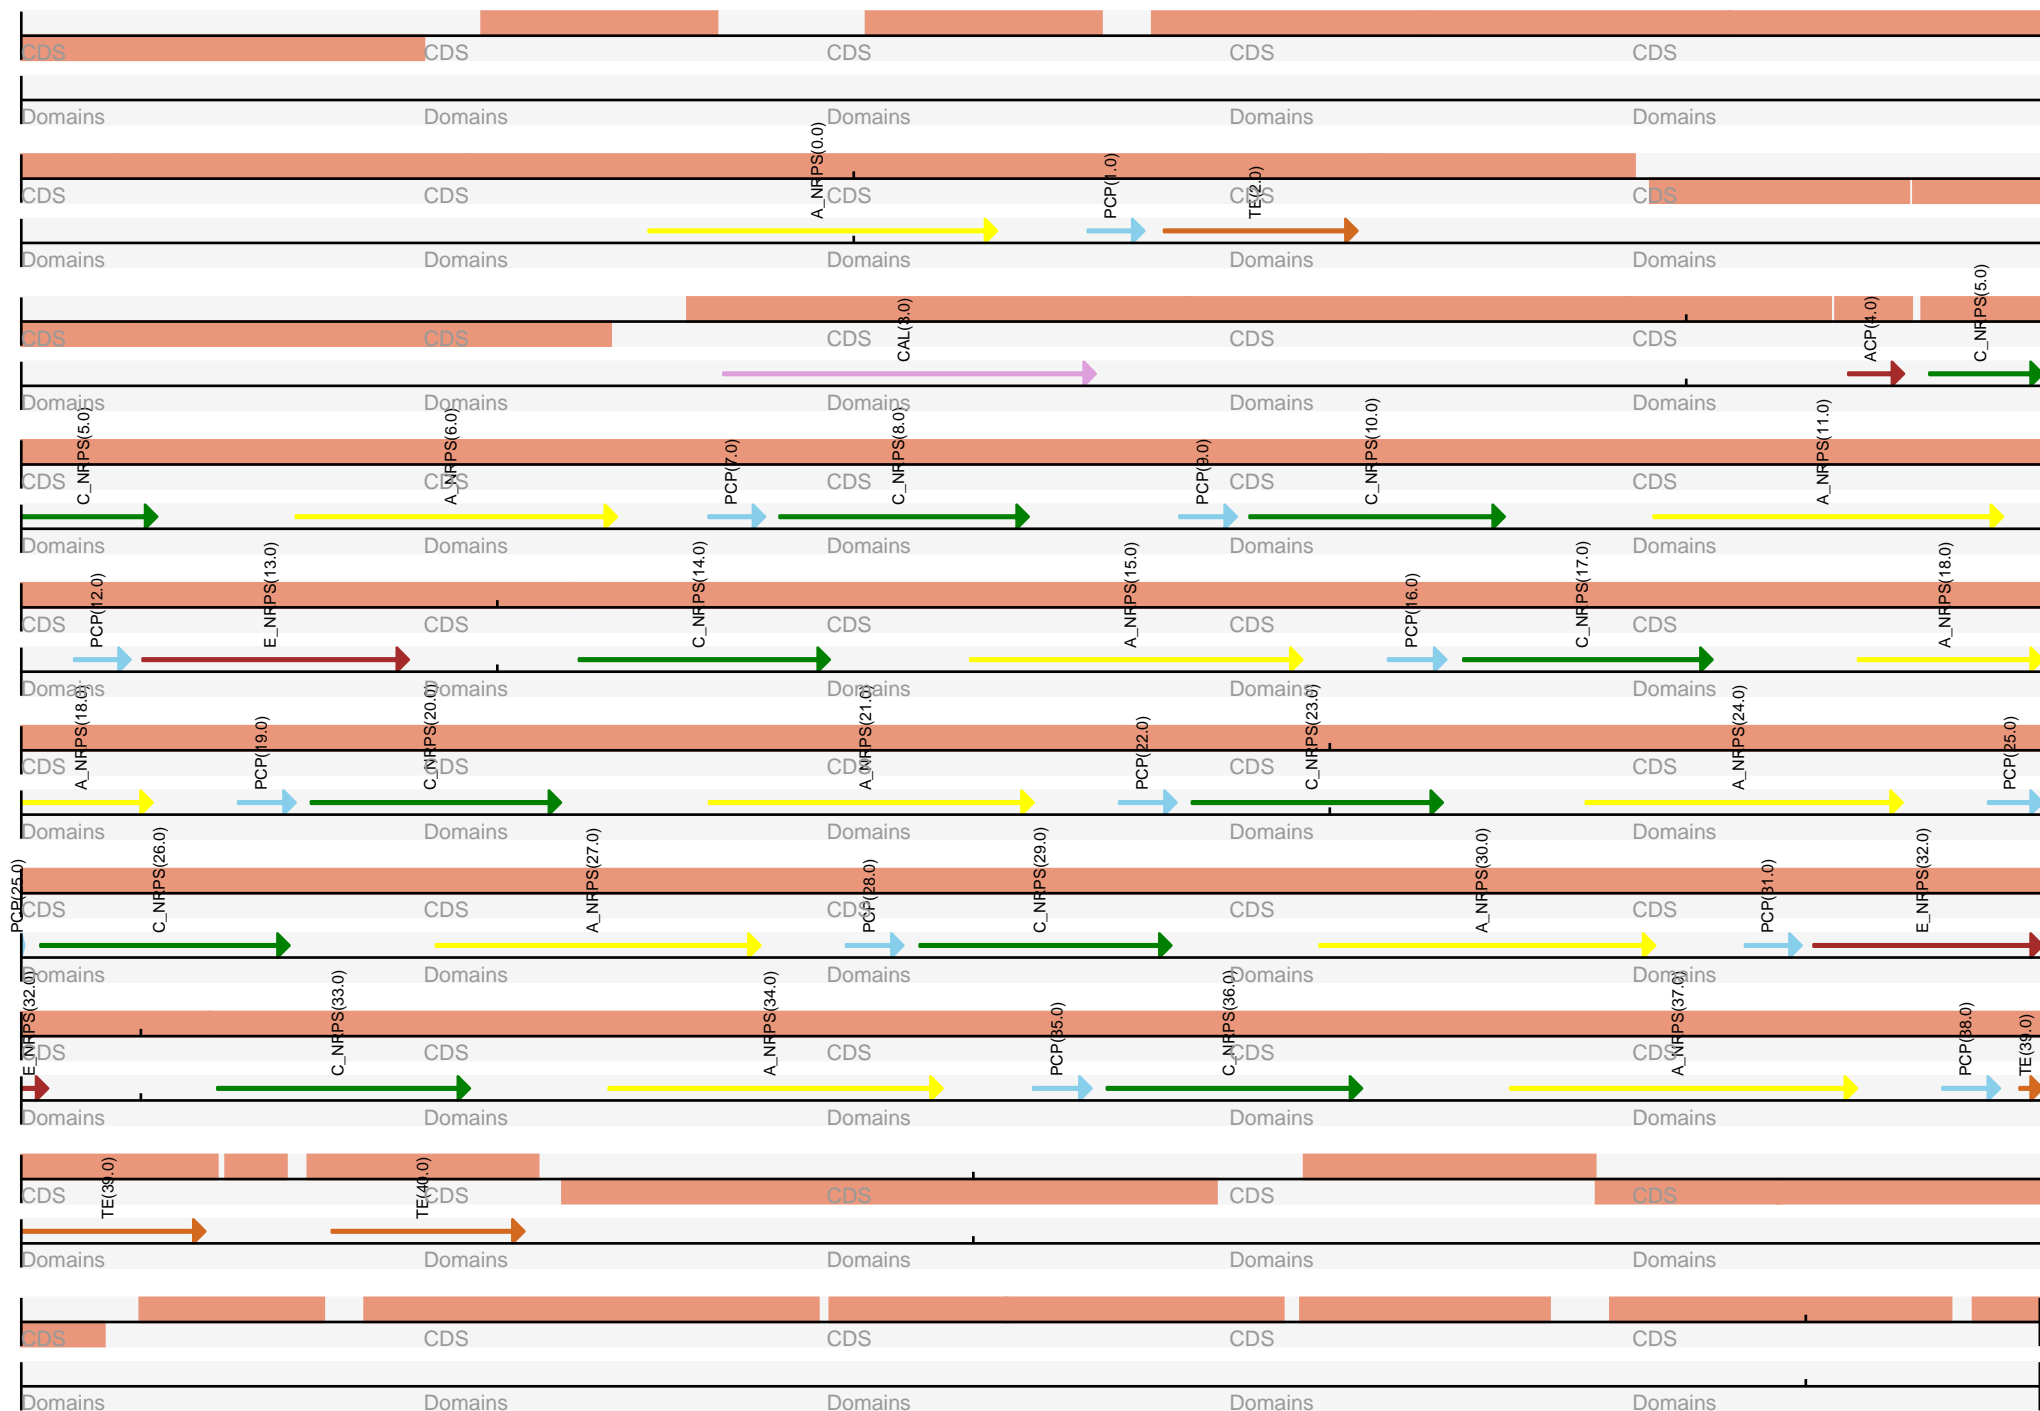 CDS CDS CDS CDS CDS
Domains Domains Domains Domains Domains
A_NRPS(0.0) PCP(1.0) TE(2.0)
CDS CDS CDS CDS CDS
Domains Domains Domains Domains Domains
CAL(3.0) ACP(4.0) C_NRPS(5.0)
CDS CDS CDS CDS CDS
Domains Domains Domains Domains Domains
C_NRPS(5.0) A_NRPS(6.0) PCP(7.0) C_NRPS(8.0) PCP(9.0) C_NRPS(10.0) A_NRPS(11.0)
CDS CDS CDS CDS CDS
Domains Domains Domains Domains Domains
PCP(12.0) E_NRPS(13.0) C_NRPS(14.0) A_NRPS(15.0) PCP(16.0) C_NRPS(17.0) A_NRPS(18.0)
CDS CDS CDS CDS CDS
Domains Domains Domains Domains Domains
A_NRPS(18.0) PCP(19.0) C_NRPS(20.0) A_NRPS(21.0) PCP(22.0) C_NRPS(23.0) A_NRPS(24.0) PCP(25.0)
CDS CDS CDS CDS CDS
Domains Domains Domains Domains Domains
PCP(25.0) C_NRPS(26.0) A_NRPS(27.0) PCP(28.0) C_NRPS(29.0) A_NRPS(30.0) PCP(31.0) E_NRPS(32.0)
CDS CDS CDS CDS CDS
Domains Domains Domains Domains Domains
E_NRPS(32.0) C_NRPS(33.0) A_NRPS(34.0) PCP(35.0) C_NRPS(36.0) A_NRPS(37.0) PCP(38.0) TE(39.0)
CDS CDS CDS CDS CDS
Domains Domains Domains Domains Domains
TE(39.0) TE(40.0)
CDS CDS CDS CDS CDS
Domains Domains Domains Domains Domains
CDS CDS CDS CDS CDS
Domains Domains Domains Domains Domains